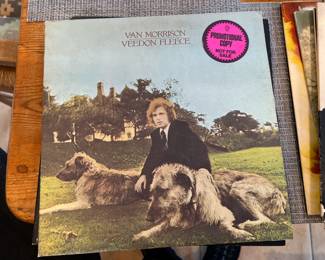 VAN MORRISON
VEEDON FLEECE
PROMOTIONAL
COPY
NOT FOR
SALE